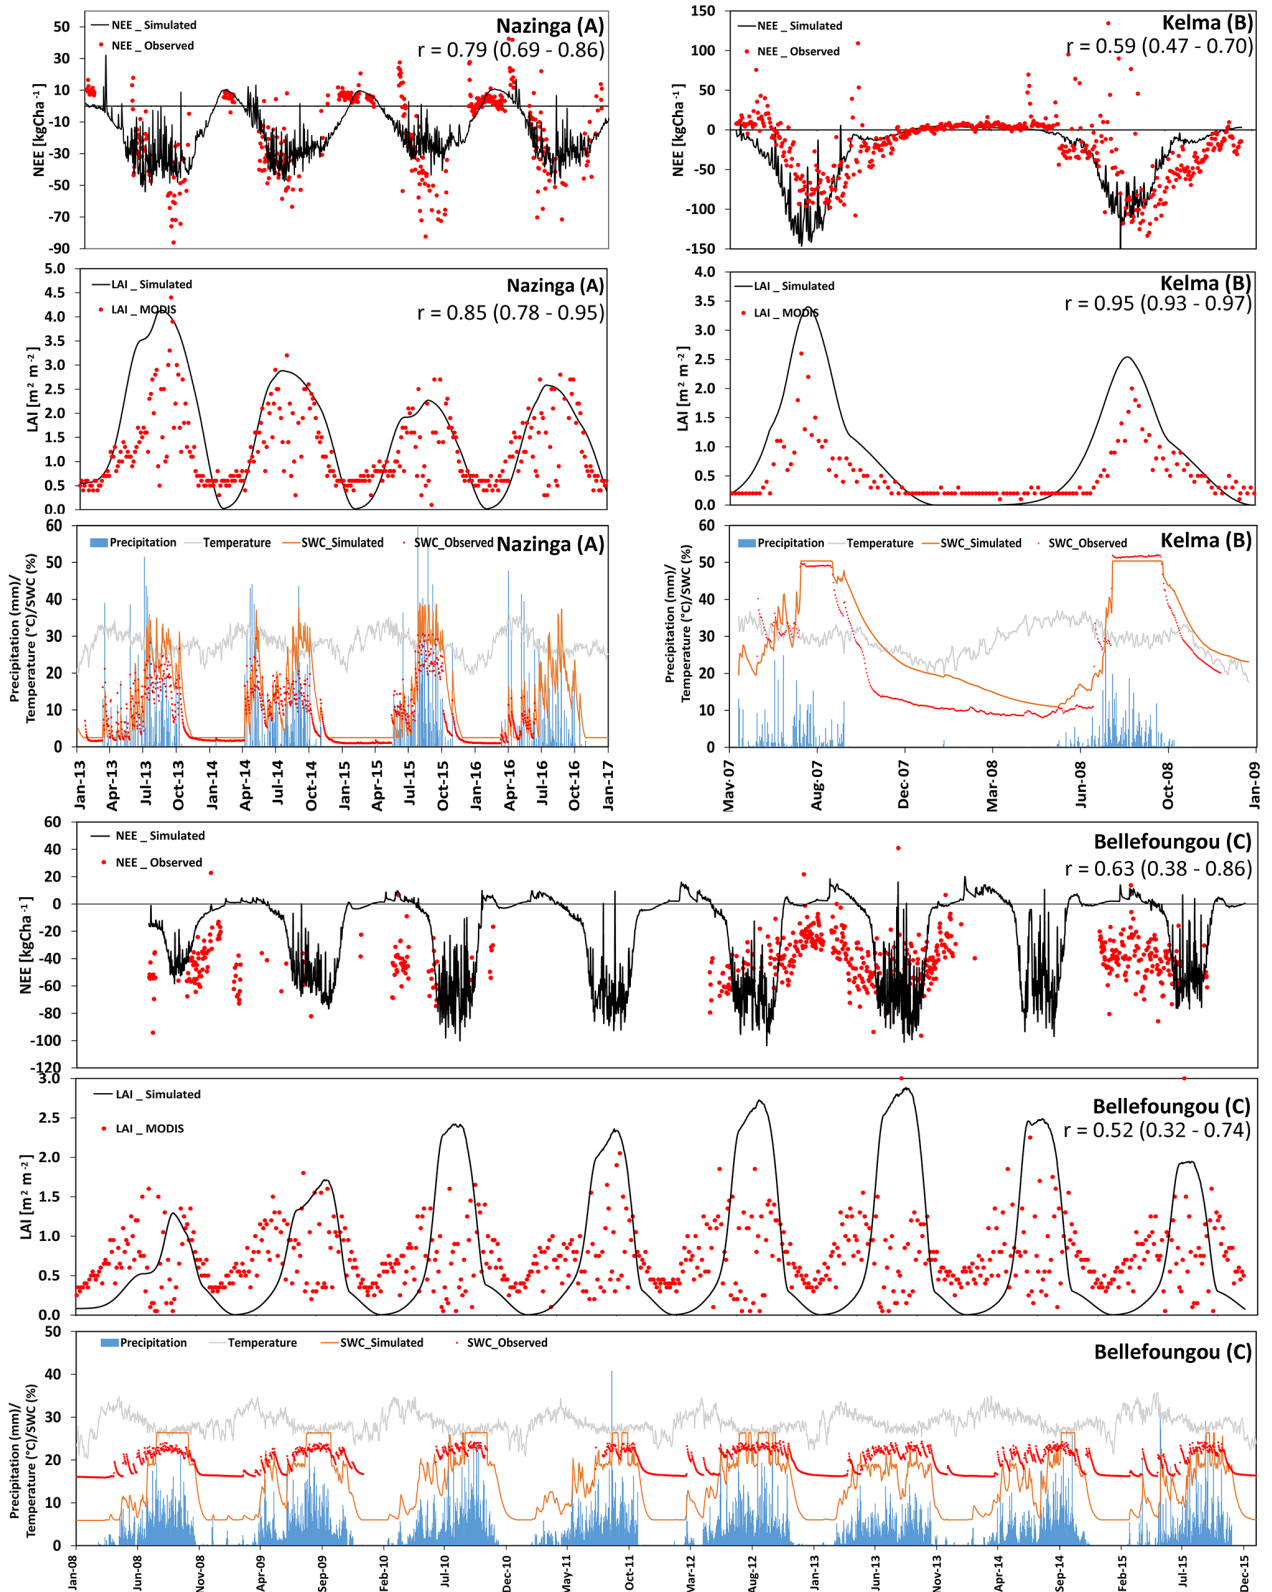 Nazinga (A)
r = 0.79 (0.69 - 0.86)
NEE _ Simulated
NEE _ Observed
NEE [kgCha⁻¹]
50
30
10
-10
-30
-50
-70
-90
Kelma (B)
r = 0.59 (0.47 - 0.70)
NEE _ Simulated
NEE _ Observed
NEE [kgCha⁻¹]
150
100
50
0
-50
-100
-150
Nazinga (A)
r = 0.85 (0.78 - 0.95)
LAI _ Simulated
LAI _ MODIS
LAI [m² m⁻²]
5.0
4.5
4.0
3.5
3.0
2.5
2.0
1.5
1.0
0.5
0.0
Kelma (B)
r = 0.95 (0.93 - 0.97)
LAI _ Simulated
LAI _ MODIS
LAI [m² m⁻²]
4.0
3.5
3.0
2.5
2.0
1.5
1.0
0.5
0.0
Nazinga (A)
Precipitation Temperature SWC_Simulated SWC_Observed
Precipitation (mm)/
Temperature (°C)/SWC (%)
60
50
40
30
20
10
0
Jan-13 Apr-13 Jul-13 Oct-13 Jan-14 Apr-14 Jul-14 Oct-14 Jan-15 Apr-15 Jul-15 Oct-15 Jan-16 Apr-16 Jul-16 Oct-16 Jan-17
Kelma (B)
Precipitation Temperature SWC_Simulated SWC_Observed
Precipitation (mm)/
Temperature (°C)/SWC (%)
60
50
40
30
20
10
0
May-07 Aug-07 Dec-07 Mar-08 Jun-08 Oct-08 Jan-09
Bellefoungou (C)
r = 0.63 (0.38 - 0.86)
NEE _ Simulated
NEE _ Observed
NEE [kgCha⁻¹]
60
40
20
0
-20
-40
-60
-80
-100
-120
Bellefoungou (C)
r = 0.52 (0.32 - 0.74)
LAI _ Simulated
LAI _ MODIS
LAI [m² m⁻²]
3.0
2.5
2.0
1.5
1.0
0.5
0.0
Bellefoungou (C)
Precipitation Temperature SWC_Simulated SWC_Observed
Precipitation (mm)/
Temperature (°C)/SWC (%)
50
40
30
20
10
0
Jan-08 Jun-08 Nov-08 Apr-09 Sep-09 Feb-10 Jul-10 Dec-10 May-11 Oct-11 Mar-12 Aug-12 Jan-13 Jun-13 Nov-13 Apr-14 Sep-14 Feb-15 Jul-15 Dec-15